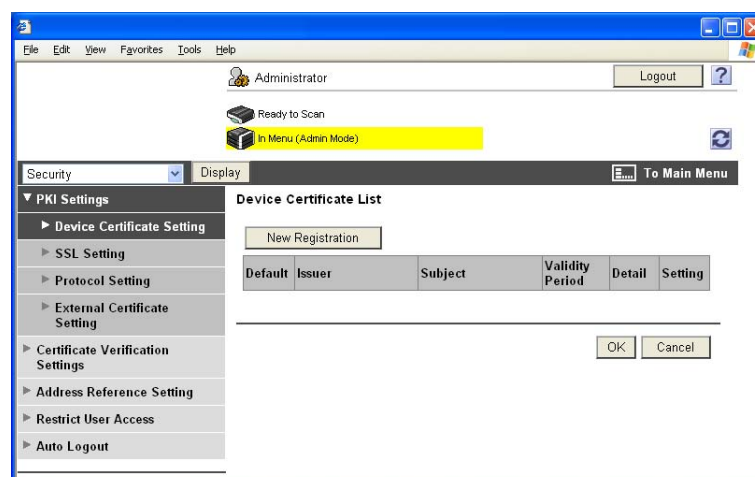 File Edit View Favorites Tools Help
Administrator
Logout
?
Ready to Scan
In Menu (Admin Mode)
Security
Display
To Main Menu
▼ PKI Settings
▶ Device Certificate Setting
▶ SSL Setting
▶ Protocol Setting
▶ External Certificate
Setting
▶ Certificate Verification
Settings
▶ Address Reference Setting
▶ Restrict User Access
▶ Auto Logout
Device Certificate List
New Registration
Default Issuer Subject Validity Period Detail Setting
OK Cancel